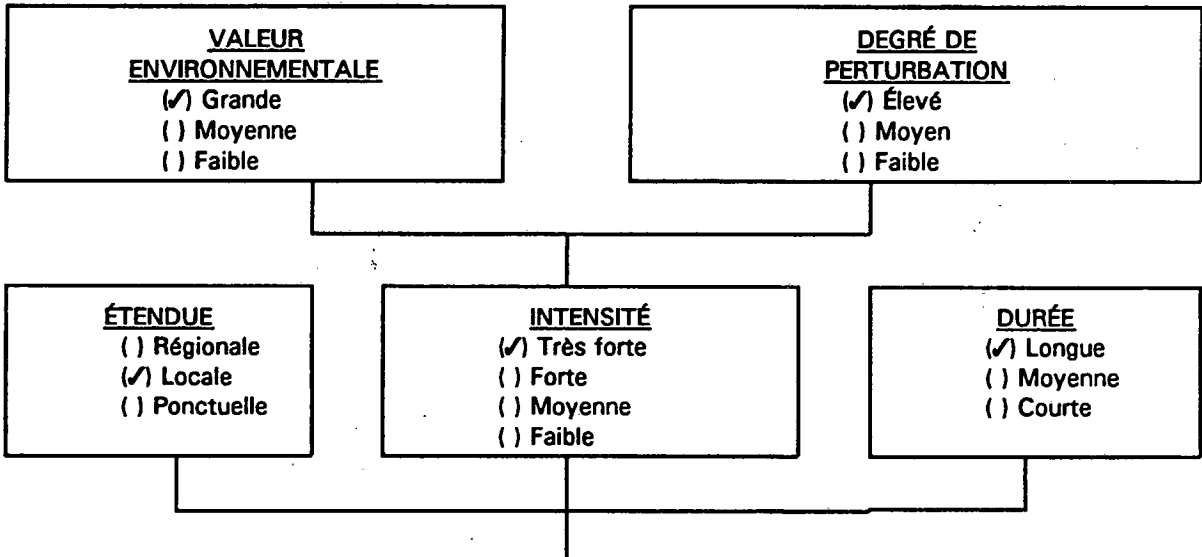 VALEUR
ENVIRONNEMENTALE
(✓) Grande
( ) Moyenne
( ) Faible
DEGRÉ DE
PERTURBATION
(✓) Élevé
( ) Moyen
( ) Faible
ÉTENDUE
( ) Régionale
(✓) Locale
( ) Ponctuelle
INTENSITÉ
(✓) Très forte
( ) Forte
( ) Moyenne
( ) Faible
DURÉE
(✓) Longue
( ) Moyenne
( ) Courte